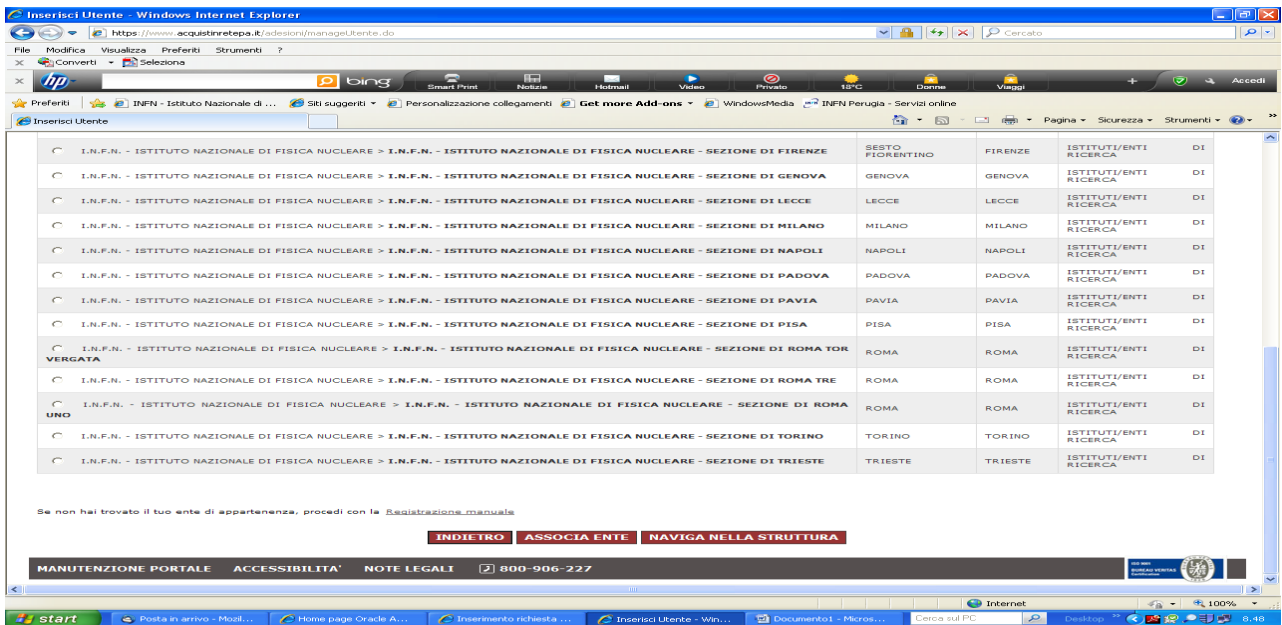 Inserisci Utente - Windows Internet Explorer
https://www.acquistinretepa.it/adesioni/manageUtente.do
Cercato
File Modifica Visualizza Preferiti Strumenti ?
Converti Seleziona
hp bing Smart Print Notizie Hotmail Video Privato 18°C Donne Viaggi Accedi
Preferiti INFN - Istituto Nazionale di ... Siti suggeriti Personalizzazione collegamenti Get more Add-ons WindowsMedia INFN Perugia - Servizi online
Inserisci Utente Pagina Sicurezza Strumenti
I.N.F.N. - ISTITUTO NAZIONALE DI FISICA NUCLEARE > I.N.F.N. - ISTITUTO NAZIONALE DI FISICA NUCLEARE - SEZIONE DI FIRENZE SESTO FIORENTINO FIRENZE ISTITUTI/ENTI DI RICERCA
I.N.F.N. - ISTITUTO NAZIONALE DI FISICA NUCLEARE > I.N.F.N. - ISTITUTO NAZIONALE DI FISICA NUCLEARE - SEZIONE DI GENOVA GENOVA GENOVA ISTITUTI/ENTI DI RICERCA
I.N.F.N. - ISTITUTO NAZIONALE DI FISICA NUCLEARE > I.N.F.N. - ISTITUTO NAZIONALE DI FISICA NUCLEARE - SEZIONE DI LECCE LECCE LECCE ISTITUTI/ENTI DI RICERCA
I.N.F.N. - ISTITUTO NAZIONALE DI FISICA NUCLEARE > I.N.F.N. - ISTITUTO NAZIONALE DI FISICA NUCLEARE - SEZIONE DI MILANO MILANO MILANO ISTITUTI/ENTI DI RICERCA
I.N.F.N. - ISTITUTO NAZIONALE DI FISICA NUCLEARE > I.N.F.N. - ISTITUTO NAZIONALE DI FISICA NUCLEARE - SEZIONE DI NAPOLI NAPOLI NAPOLI ISTITUTI/ENTI DI RICERCA
I.N.F.N. - ISTITUTO NAZIONALE DI FISICA NUCLEARE > I.N.F.N. - ISTITUTO NAZIONALE DI FISICA NUCLEARE - SEZIONE DI PADOVA PADOVA PADOVA ISTITUTI/ENTI DI RICERCA
I.N.F.N. - ISTITUTO NAZIONALE DI FISICA NUCLEARE > I.N.F.N. - ISTITUTO NAZIONALE DI FISICA NUCLEARE - SEZIONE DI PAVIA PAVIA PAVIA ISTITUTI/ENTI DI RICERCA
I.N.F.N. - ISTITUTO NAZIONALE DI FISICA NUCLEARE > I.N.F.N. - ISTITUTO NAZIONALE DI FISICA NUCLEARE - SEZIONE DI PISA PISA PISA ISTITUTI/ENTI DI RICERCA
I.N.F.N. - ISTITUTO NAZIONALE DI FISICA NUCLEARE > I.N.F.N. - ISTITUTO NAZIONALE DI FISICA NUCLEARE - SEZIONE DI ROMA TOR VERGATA ROMA ROMA ISTITUTI/ENTI DI RICERCA
I.N.F.N. - ISTITUTO NAZIONALE DI FISICA NUCLEARE > I.N.F.N. - ISTITUTO NAZIONALE DI FISICA NUCLEARE - SEZIONE DI ROMA TRE ROMA ROMA ISTITUTI/ENTI DI RICERCA
I.N.F.N. - ISTITUTO NAZIONALE DI FISICA NUCLEARE > I.N.F.N. - ISTITUTO NAZIONALE DI FISICA NUCLEARE - SEZIONE DI ROMA UNO ROMA ROMA ISTITUTI/ENTI DI RICERCA
I.N.F.N. - ISTITUTO NAZIONALE DI FISICA NUCLEARE > I.N.F.N. - ISTITUTO NAZIONALE DI FISICA NUCLEARE - SEZIONE DI TORINO TORINO TORINO ISTITUTI/ENTI DI RICERCA
I.N.F.N. - ISTITUTO NAZIONALE DI FISICA NUCLEARE > I.N.F.N. - ISTITUTO NAZIONALE DI FISICA NUCLEARE - SEZIONE DI TRIESTE TRIESTE TRIESTE ISTITUTI/ENTI DI RICERCA
Se non hai trovato il tuo ente di appartenenza, procedi con la Registrazione manuale
INDIETRO ASSOCIA ENTE NAVIGA NELLA STRUTTURA
MANUTENZIONE PORTALE ACCESSIBILITA' NOTE LEGALI 800-906-227
BUREAU VERITAS
Certification
Internet 100%
start Posta in arrivo - Mozil... Home page Oracle A... Inserimento richiesta ... Inserisci Utente - Win... Documento1 - Micros... Cerca sul PC Desktop 8.48